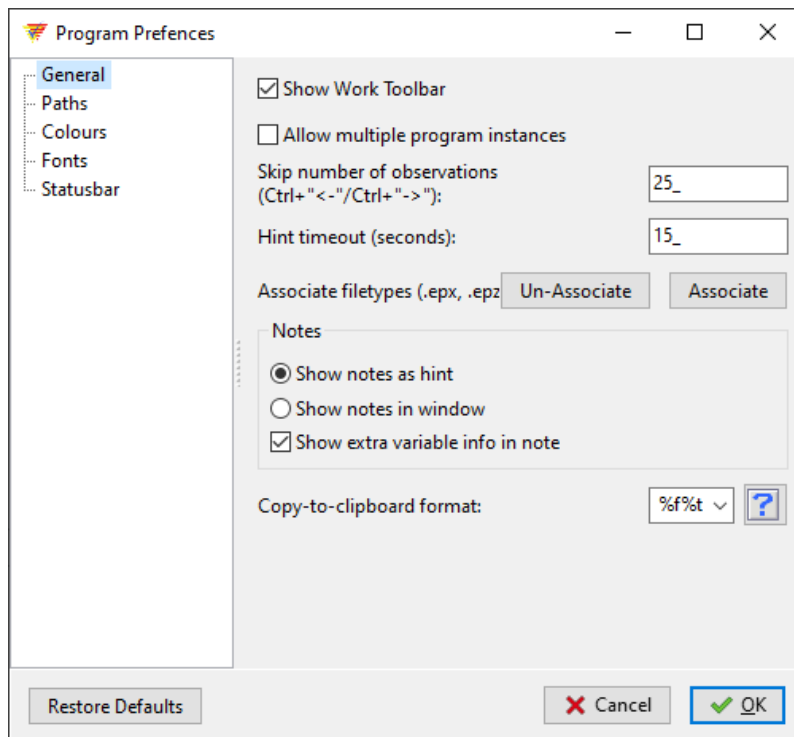 Program Prefences
General
Paths
Colours
Fonts
Statusbar
Show Work Toolbar
Allow multiple program instances
Skip number of observations
(Ctrl+"<-"/Ctrl+"->"):
25_
Hint timeout (seconds):
15_
Associate filetypes (.epx, .epz
Un-Associate
Associate
Notes
Show notes as hint
Show notes in window
Show extra variable info in note
Copy-to-clipboard format:
%f%t
?
Restore Defaults
Cancel
OK